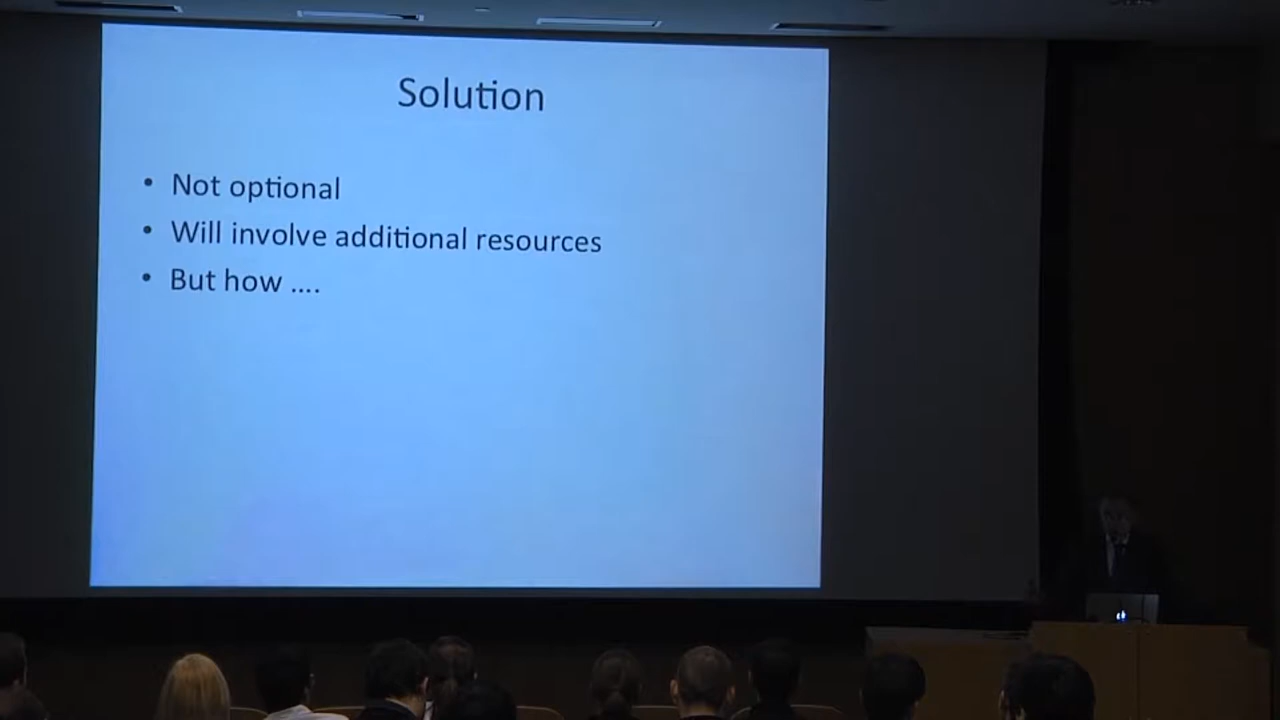 Solution
• Not optional
• Will involve additional resources
• But how ....